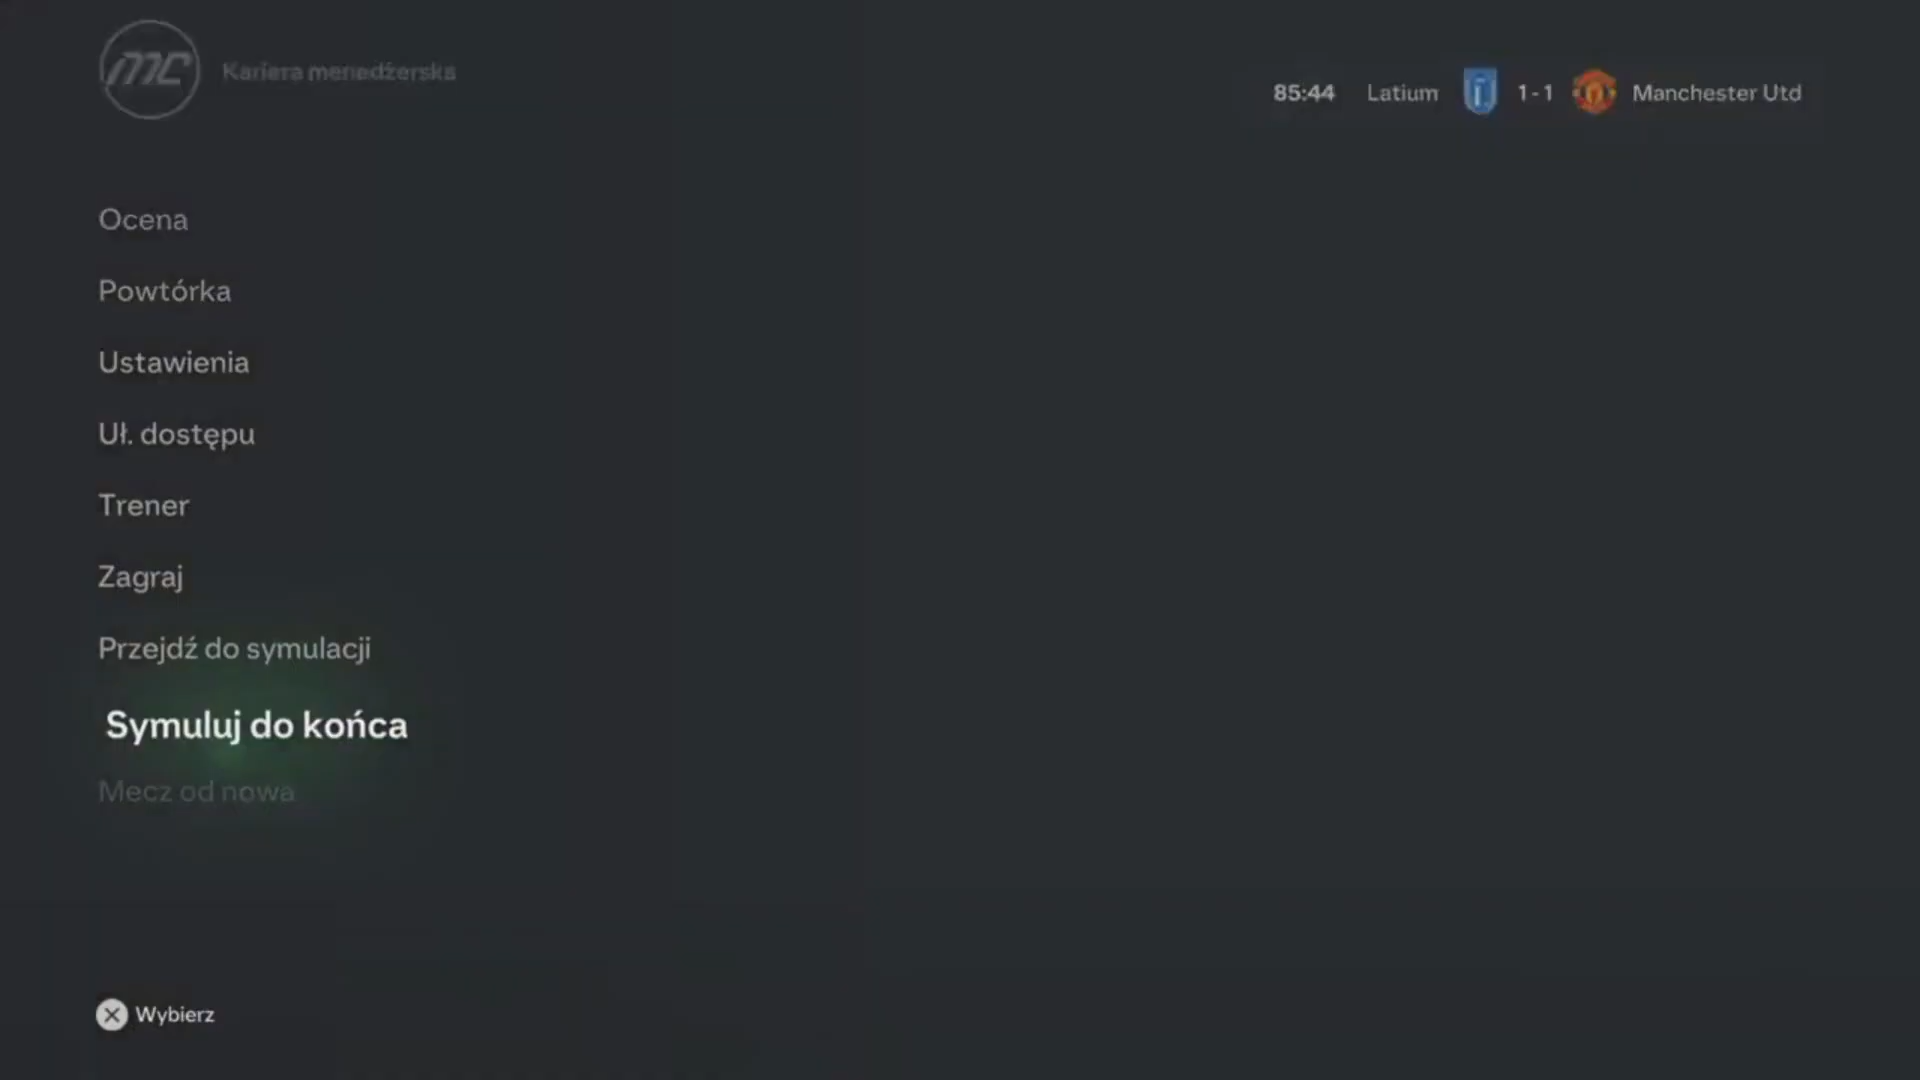 MC Kariera menedżerska
85:44 Latium 1-1 Manchester Utd
Ocena
Powtórka
Ustawienia
Uł. dostępu
Trener
Zagraj
Przejdź do symulacji
Symuluj do końca
Mecz od nowa
Wybierz